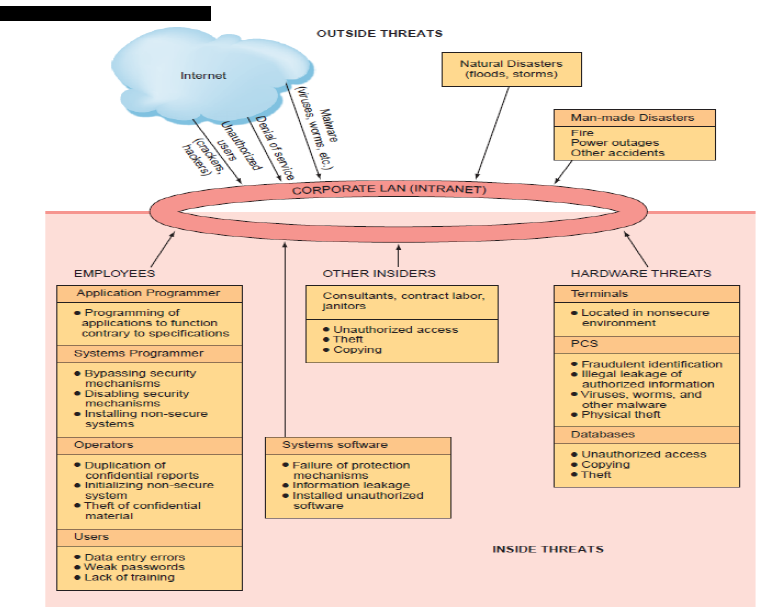 OUTSIDE THREATS
Internet
Natural Disasters
(floods, storms)
Man-made Disasters
Fire
Power outages
Other accidents
Malware
(viruses, worms, etc.)
Denial of service
Unauthorized
users
(crackers,
hackers)
CORPORATE LAN (INTRANET)
EMPLOYEES
Application Programmer
• Programming of
applications to function
contrary to specifications
Systems Programmer
• Bypassing security
mechanisms
• Disabling security
mechanisms
• Installing non-secure
systems
Operators
• Duplication of
confidential reports
• Initializing non-secure
system
• Theft of confidential
material
Users
• Data entry errors
• Weak passwords
• Lack of training
OTHER INSIDERS
Consultants, contract labor,
janitors
• Unauthorized access
• Theft
• Copying
Systems software
• Failure of protection
mechanisms
• Information leakage
• Installed unauthorized
software
HARDWARE THREATS
Terminals
• Located in nonsecure
environment
PCS
• Fraudulent identification
• Illegal leakage of
authorized information
• Viruses, worms, and
other malware
• Physical theft
Databases
• Unauthorized access
• Copying
• Theft
INSIDE THREATS